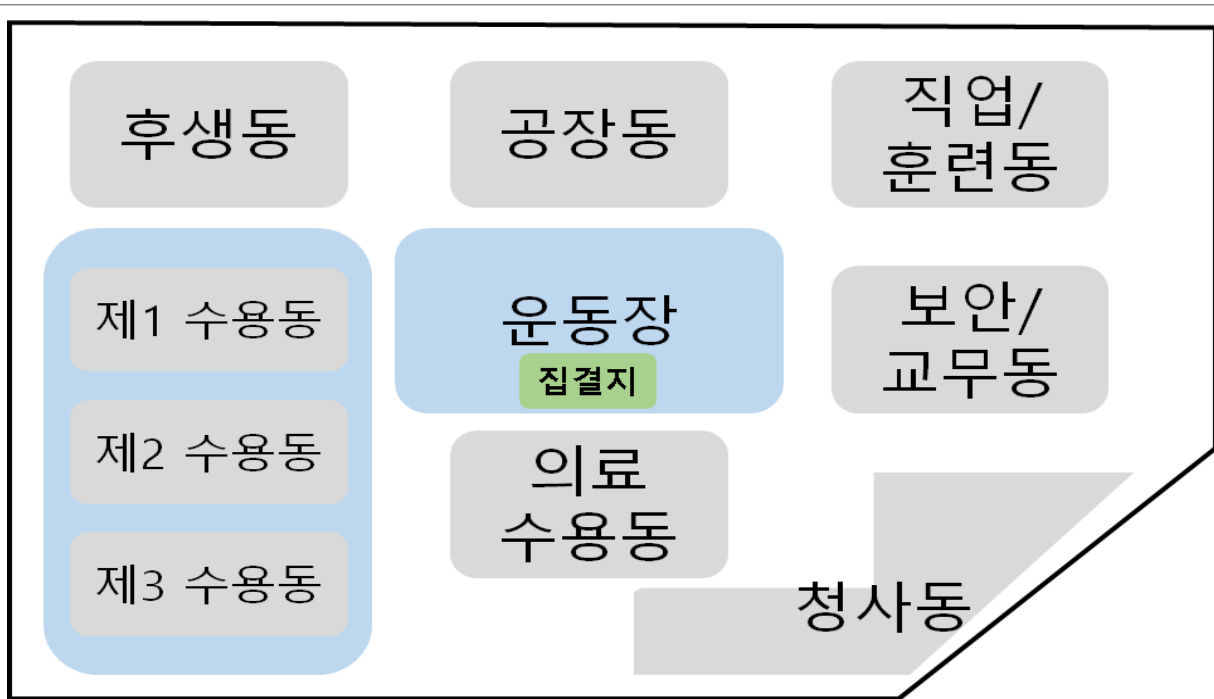 후생동
공장동
직업/
훈련동
제1 수용동
제2 수용동
제3 수용동
운동장
집결지
보안/
교무동
의료
수용동
청사동